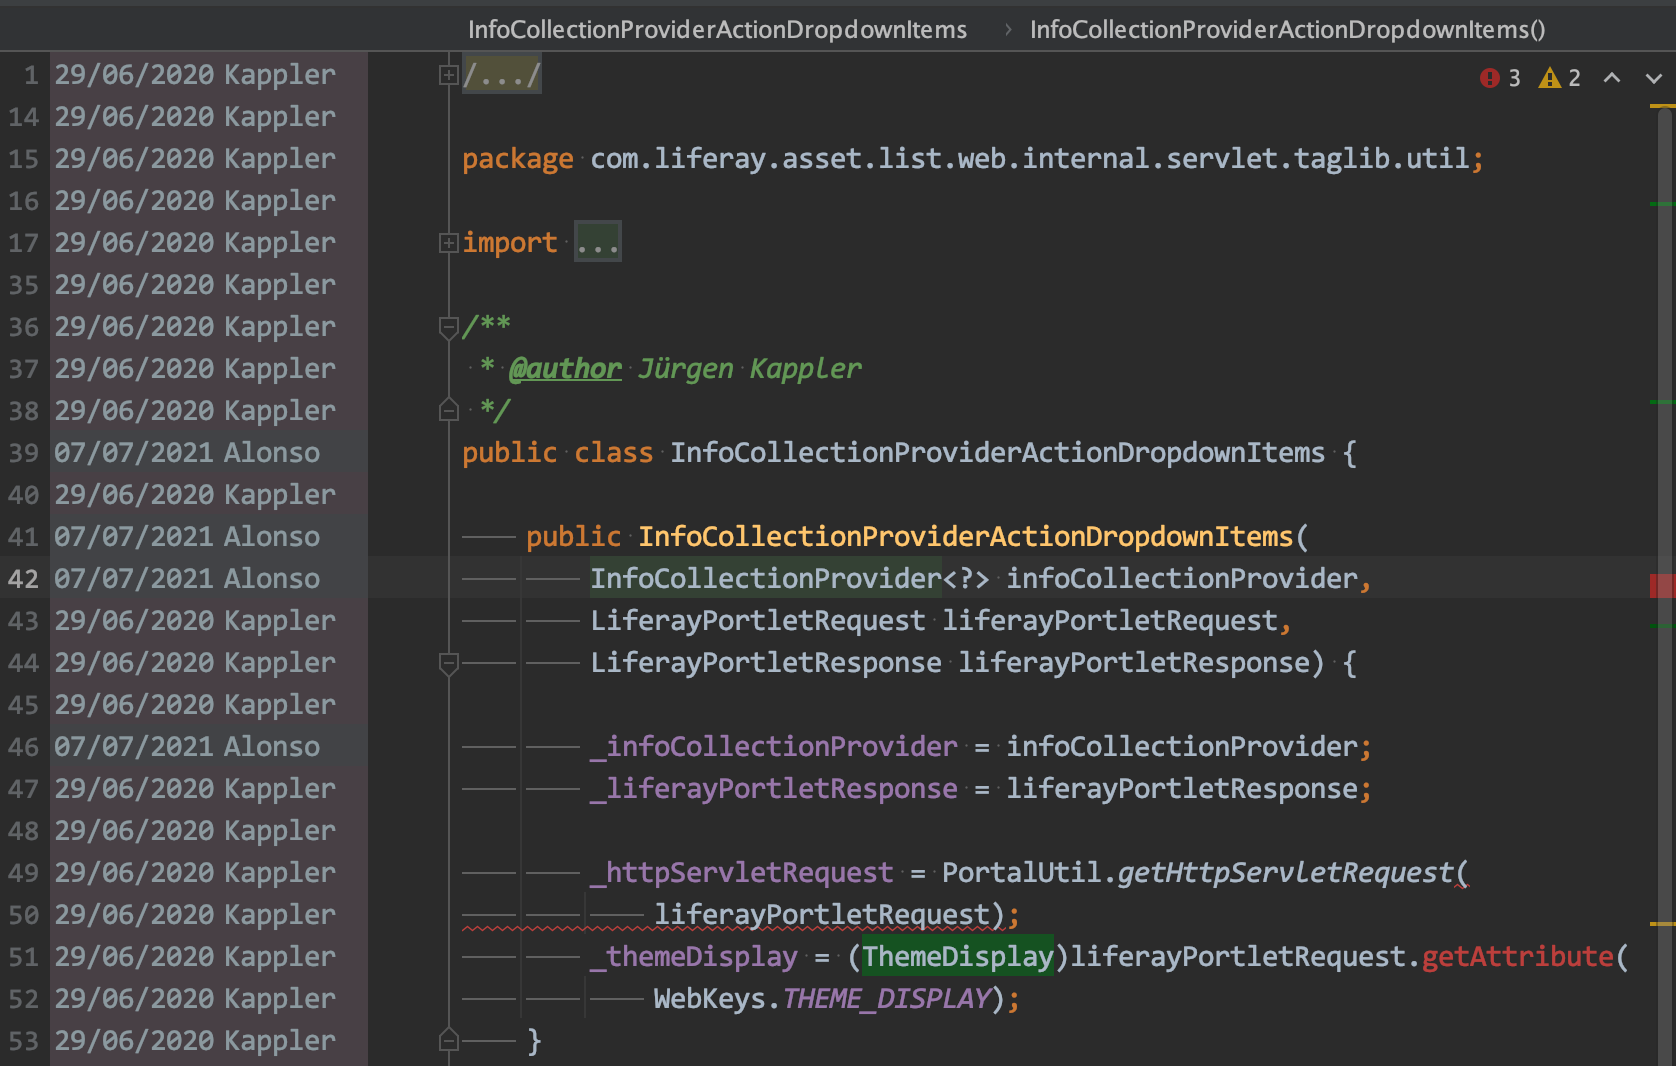 InfoCollectionProviderActionDropdownItems › InfoCollectionProviderActionDropdownItems()
3 2
1 29/06/2020 Kappler /.../
14 29/06/2020 Kappler
15 29/06/2020 Kappler package com.liferay.asset.list.web.internal.servlet.taglib.util;
16 29/06/2020 Kappler
17 29/06/2020 Kappler import ...
35 29/06/2020 Kappler
36 29/06/2020 Kappler /**
37 29/06/2020 Kappler * @author Jürgen Kappler
38 29/06/2020 Kappler */
39 07/07/2021 Alonso public class InfoCollectionProviderActionDropdownItems {
40 29/06/2020 Kappler
41 07/07/2021 Alonso public InfoCollectionProviderActionDropdownItems(
42 07/07/2021 Alonso InfoCollectionProvider<?> infoCollectionProvider,
43 29/06/2020 Kappler LiferayPortletRequest liferayPortletRequest,
44 29/06/2020 Kappler LiferayPortletResponse liferayPortletResponse) {
45 29/06/2020 Kappler
46 07/07/2021 Alonso _infoCollectionProvider = infoCollectionProvider;
47 29/06/2020 Kappler _liferayPortletResponse = liferayPortletResponse;
48 29/06/2020 Kappler
49 29/06/2020 Kappler _httpServletRequest = PortalUtil.getHttpServletRequest(
50 29/06/2020 Kappler liferayPortletRequest);
51 29/06/2020 Kappler _themeDisplay = (ThemeDisplay)liferayPortletRequest.getAttribute(
52 29/06/2020 Kappler WebKeys.THEME_DISPLAY);
53 29/06/2020 Kappler }